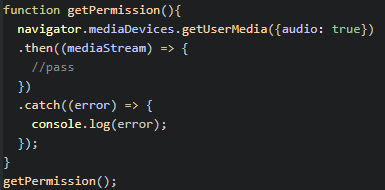 function getPermission(){
  navigator.mediaDevices.getUserMedia({audio: true})
  .then((mediaStream) => {
    //pass
  })
  .catch((error) => {
    console.log(error);
  });
}
getPermission();